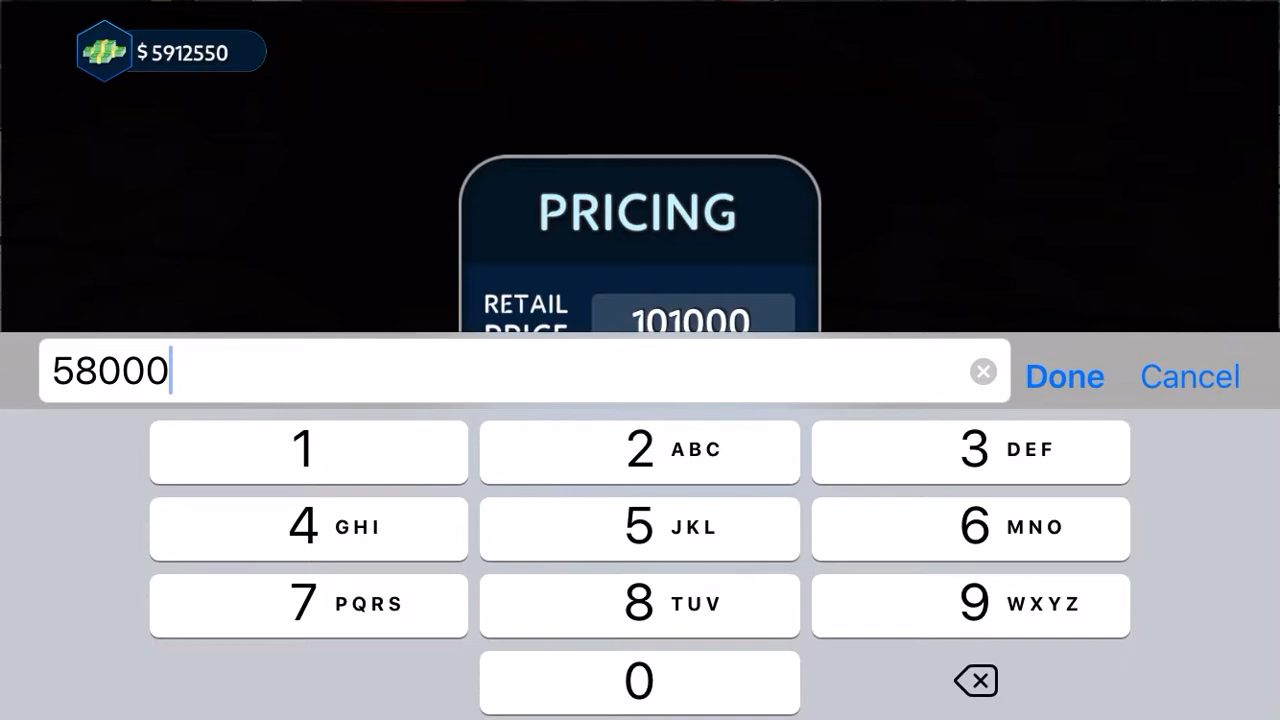 $ 5912550
PRICING
RETAIL
PRICE
101000
58000
Done
Cancel
1
2 ABC
3 DEF
4 GHI
5 JKL
6 MNO
7 PQRS
8 TUV
9 WXYZ
0